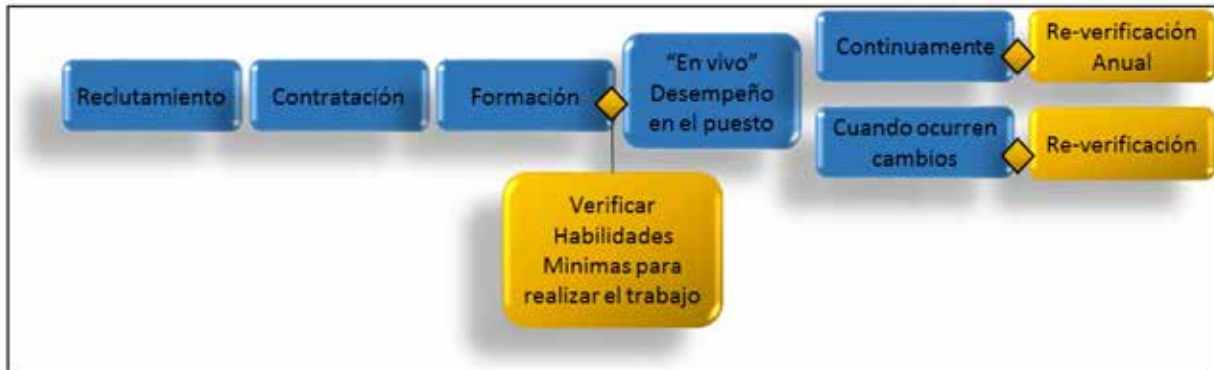 Reclutamiento
Contratación
Formación
"En vivo"
Desempeño
en el puesto
Verificar
Habilidades
Minimas para
realizar el trabajo
Continuamente
Re-verificación
Anual
Cuando ocurren
cambios
Re-verificación